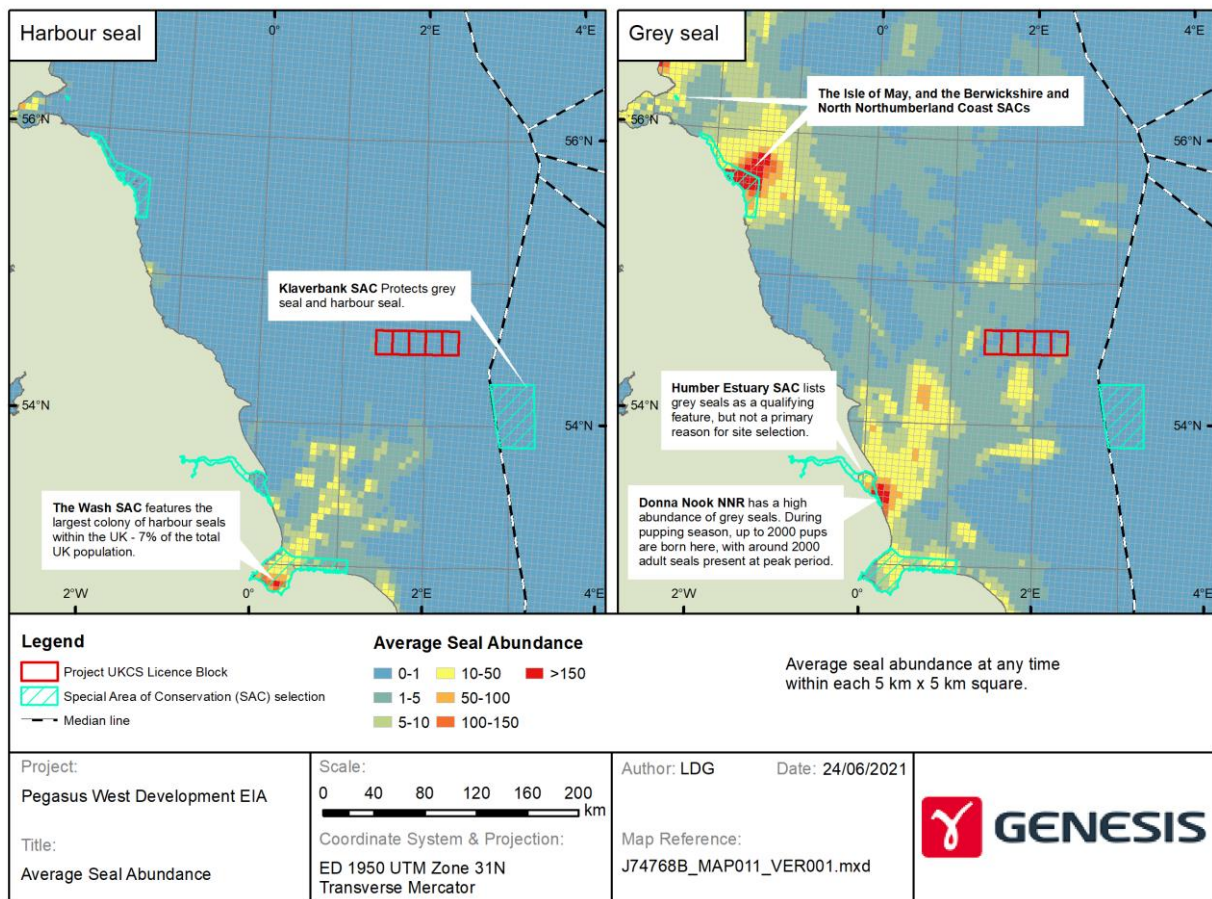 Harbour seal
0°
2°E
4°E
56°N
56°N
Klaverbank SAC Protects grey
seal and harbour seal.
54°N
54°N
The Wash SAC features the
largest colony of harbour seals
within the UK - 7% of the total
UK population.
2°W
0°
2°E
4°E
Grey seal
0°
2°E
4°E
The Isle of May, and the Berwickshire and
North Northumberland Coast SACs
56°N
56°N
Humber Estuary SAC lists
grey seals as a qualifying
feature, but not a primary
reason for site selection.
54°N
54°N
Donna Nook NNR has a high
abundance of grey seals. During
pupping season, up to 2000 pups
are born here, with around 2000
adult seals present at peak period.
2°W
0°
2°E
4°E
Legend
Project UKCS Licence Block
Special Area of Conservation (SAC) selection
Median line
Average Seal Abundance
0-1 10-50 >150
1-5 50-100
5-10 100-150
Average seal abundance at any time
within each 5 km x 5 km square.
Project:
Pegasus West Development EIA
Title:
Average Seal Abundance
Scale:
0 40 80 120 160 200
km
Coordinate System & Projection:
ED 1950 UTM Zone 31N
Transverse Mercator
Author: LDG Date: 24/06/2021
Map Reference:
J74768B_MAP011_VER001.mxd
GENESIS